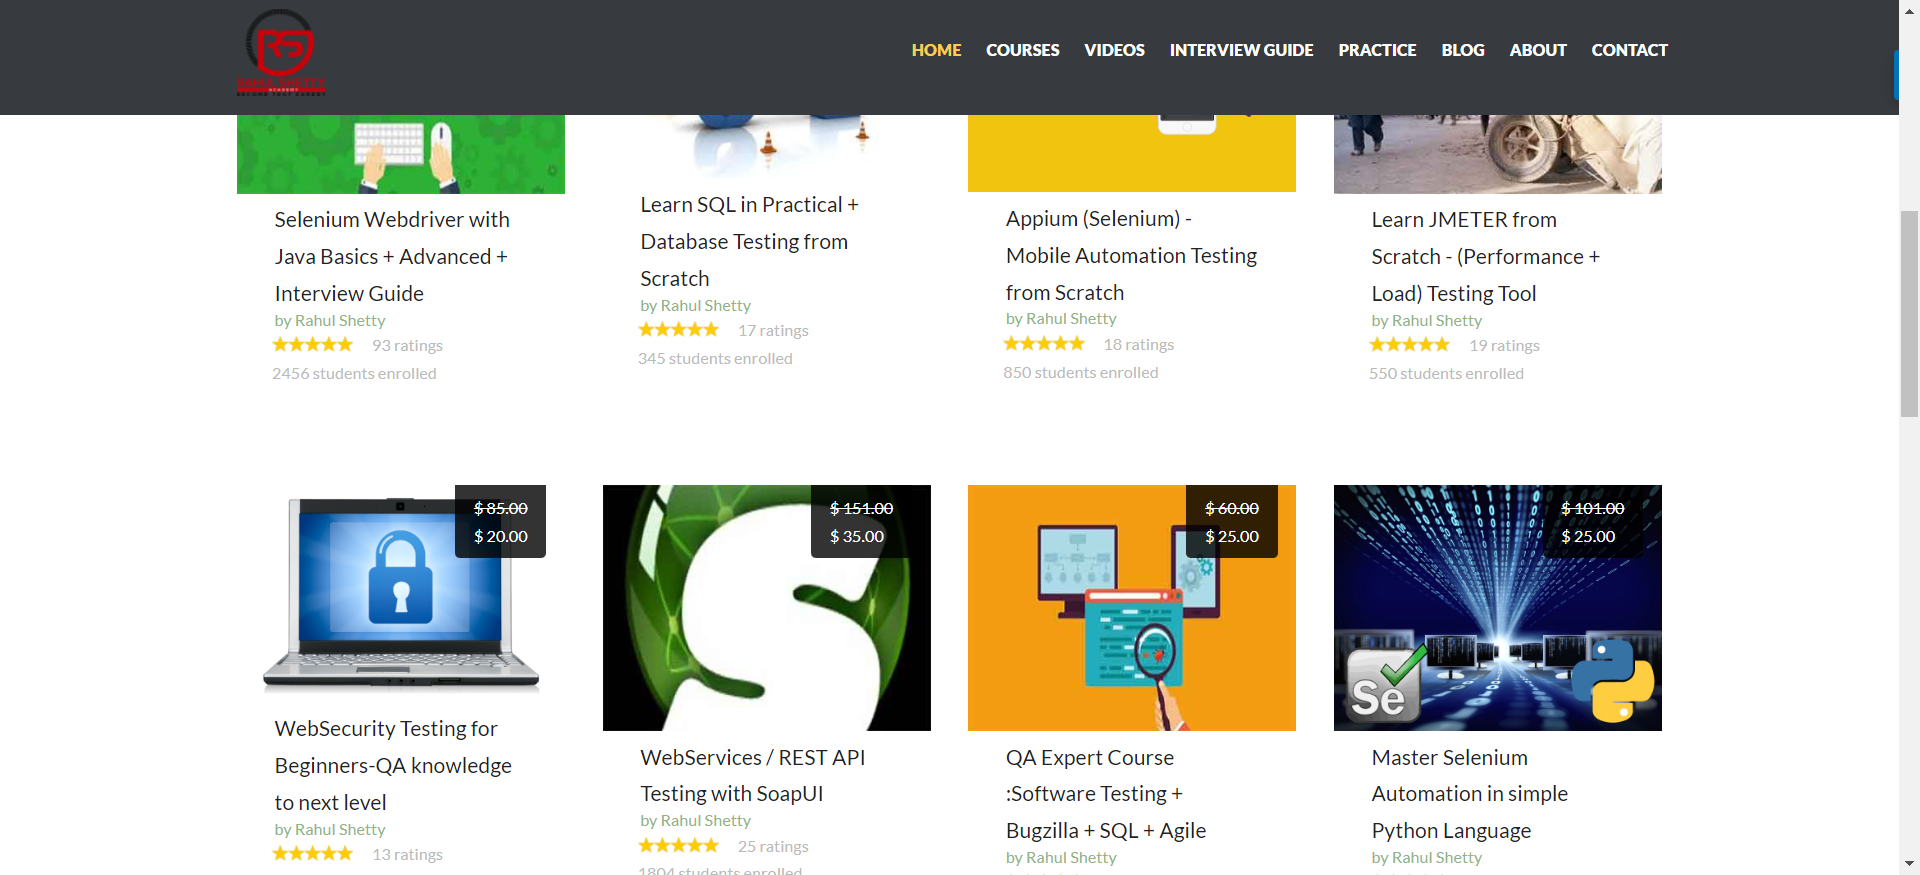 RS
RAHUL SHETTY
ACADEMY
HOME COURSES VIDEOS INTERVIEW GUIDE PRACTICE BLOG ABOUT CONTACT
Selenium Webdriver with
Java Basics + Advanced +
Interview Guide
by Rahul Shetty
93 ratings
2456 students enrolled
Learn SQL in Practical +
Database Testing from
Scratch
by Rahul Shetty
17 ratings
345 students enrolled
Appium (Selenium) -
Mobile Automation Testing
from Scratch
by Rahul Shetty
18 ratings
850 students enrolled
Learn JMETER from
Scratch - (Performance +
Load) Testing Tool
by Rahul Shetty
19 ratings
550 students enrolled
$ 85.00
$ 20.00
WebSecurity Testing for
Beginners-QA knowledge
to next level
by Rahul Shetty
13 ratings
$ 151.00
$ 35.00
WebServices / REST API
Testing with SoapUI
by Rahul Shetty
25 ratings
1804 students enrolled
$ 60.00
$ 25.00
QA Expert Course
:Software Testing +
Bugzilla + SQL + Agile
by Rahul Shetty
$ 101.00
$ 25.00
Se
Master Selenium
Automation in simple
Python Language
by Rahul Shetty